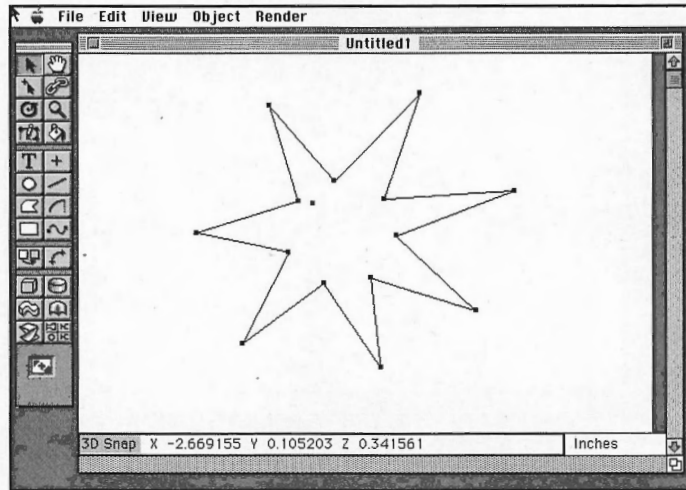 File Edit View Object Render
Untitled1
T
3D Snap X -2.669155 Y 0.105203 Z 0.341561 Inches